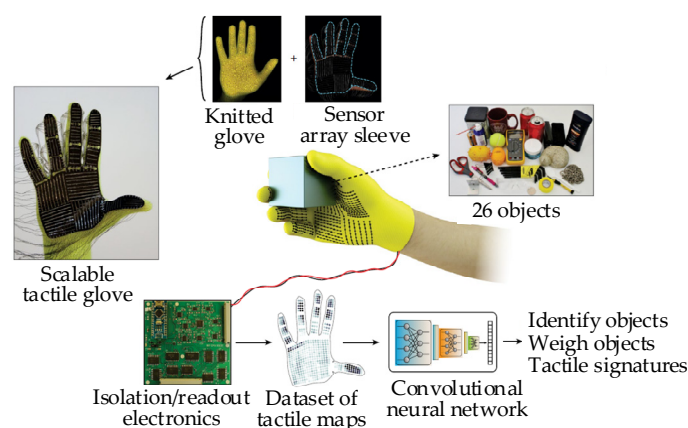 Knitted
glove
+
Sensor
array sleeve
26 objects
Scalable
tactile glove
Isolation/readout
electronics
Dataset of
tactile maps
Convolutional
neural network
Identify objects
Weigh objects
Tactile signatures